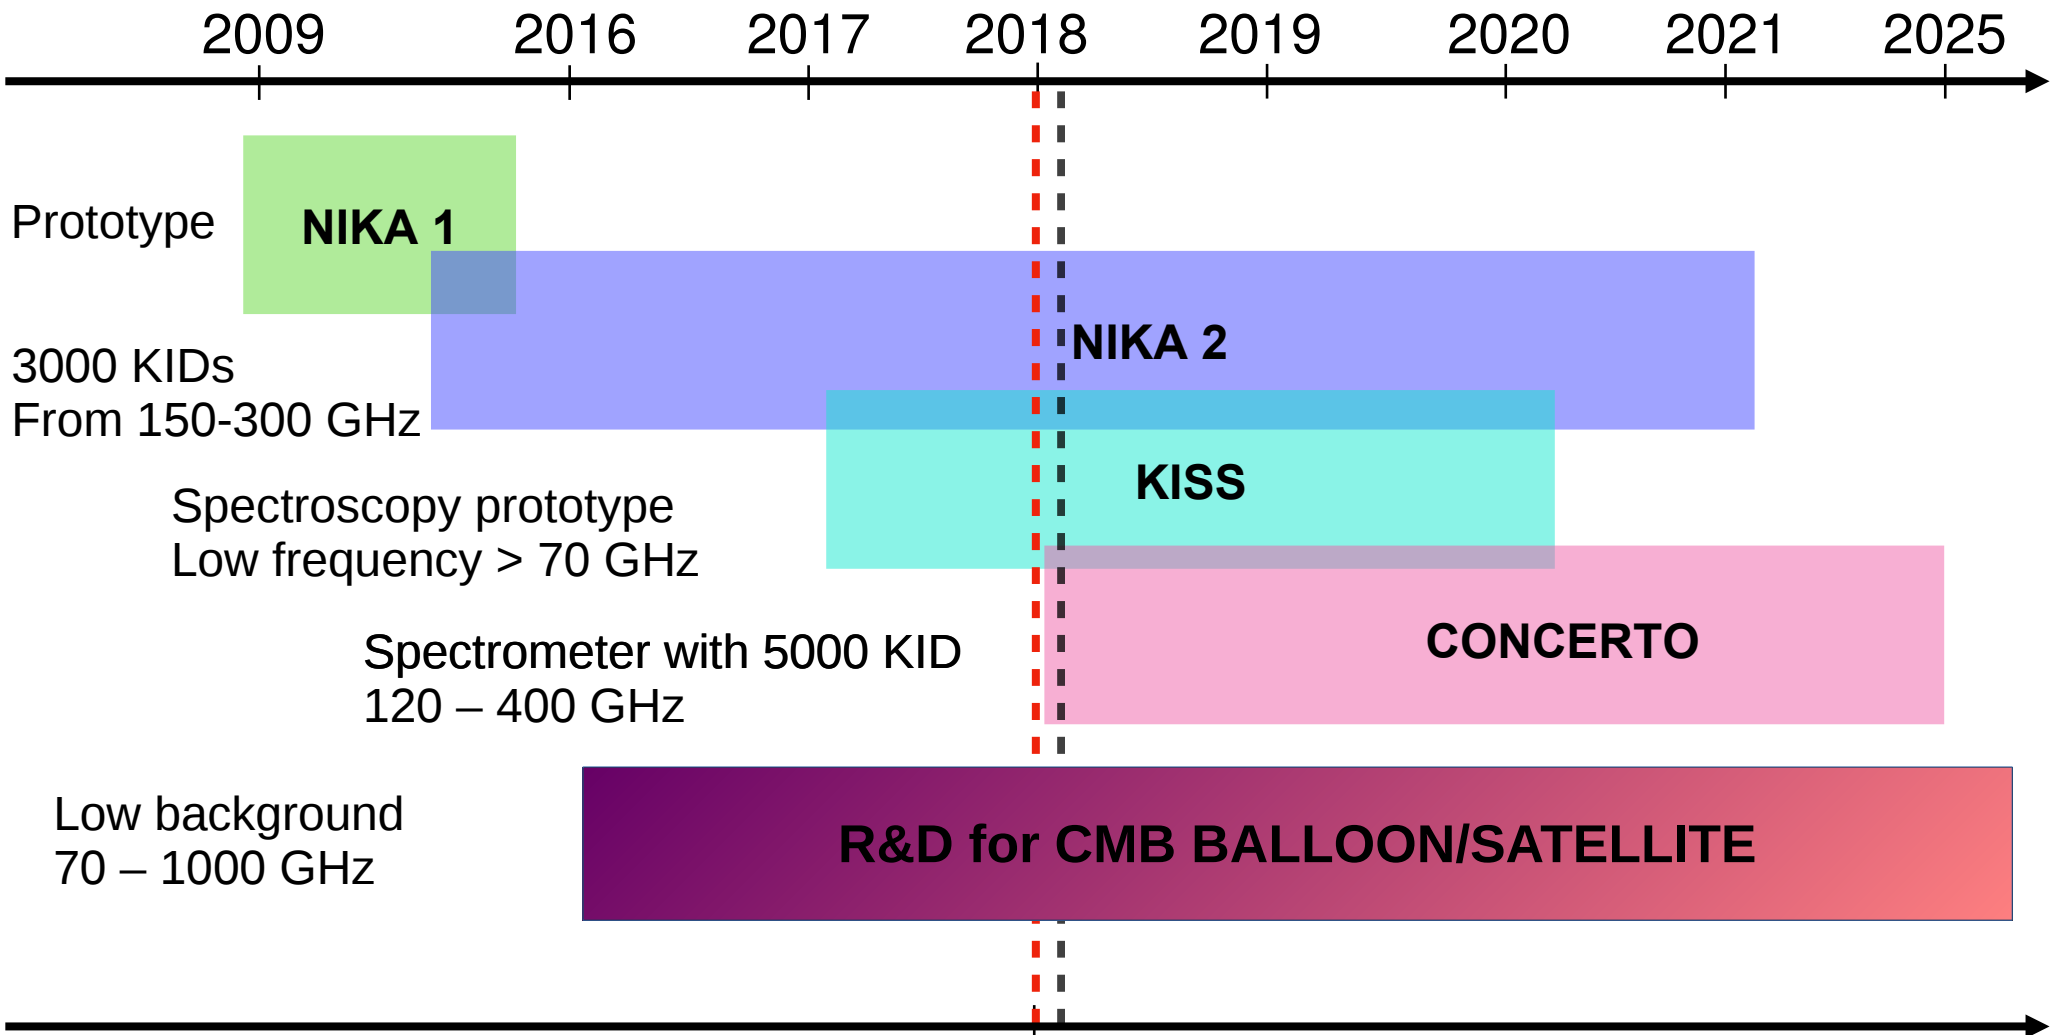 2009 2016 2017 2018 2019 2020 2021 2025
Prototype
NIKA 1
NIKA 2
3000 KIDs
From 150-300 GHz
KISS
Spectroscopy prototype
Low frequency > 70 GHz
CONCERTO
Spectrometer with 5000 KID
120 – 400 GHz
Low background
70 – 1000 GHz
R&D for CMB BALLOON/SATELLITE